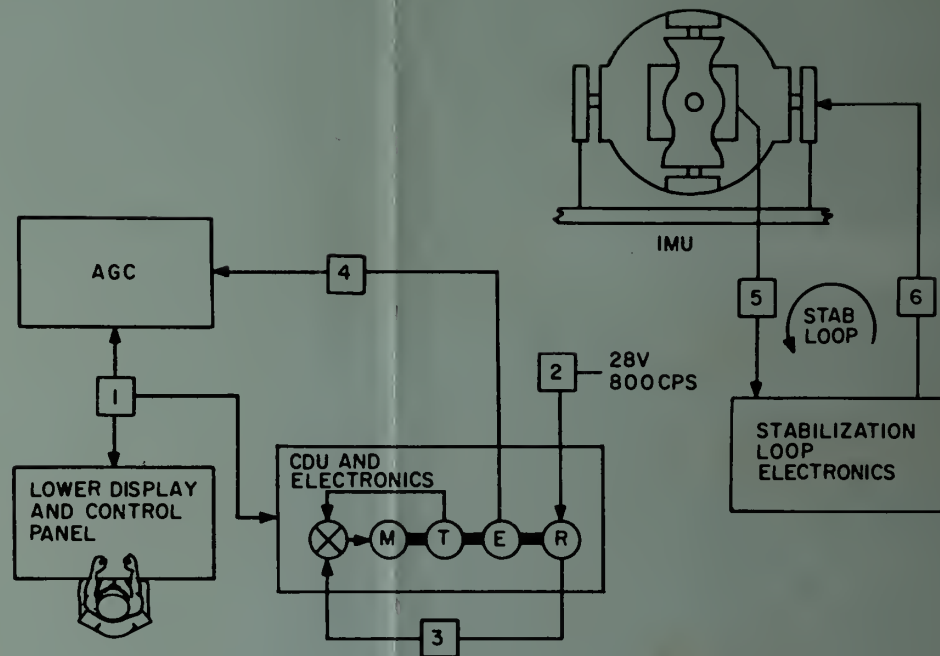 IMU
AGC
4
5
STAB
LOOP
6
1
2
28V
800CPS
LOWER DISPLAY
AND CONTROL
PANEL
CDU AND
ELECTRONICS
M
T
E
R
STABILIZATION
LOOP
ELECTRONICS
3